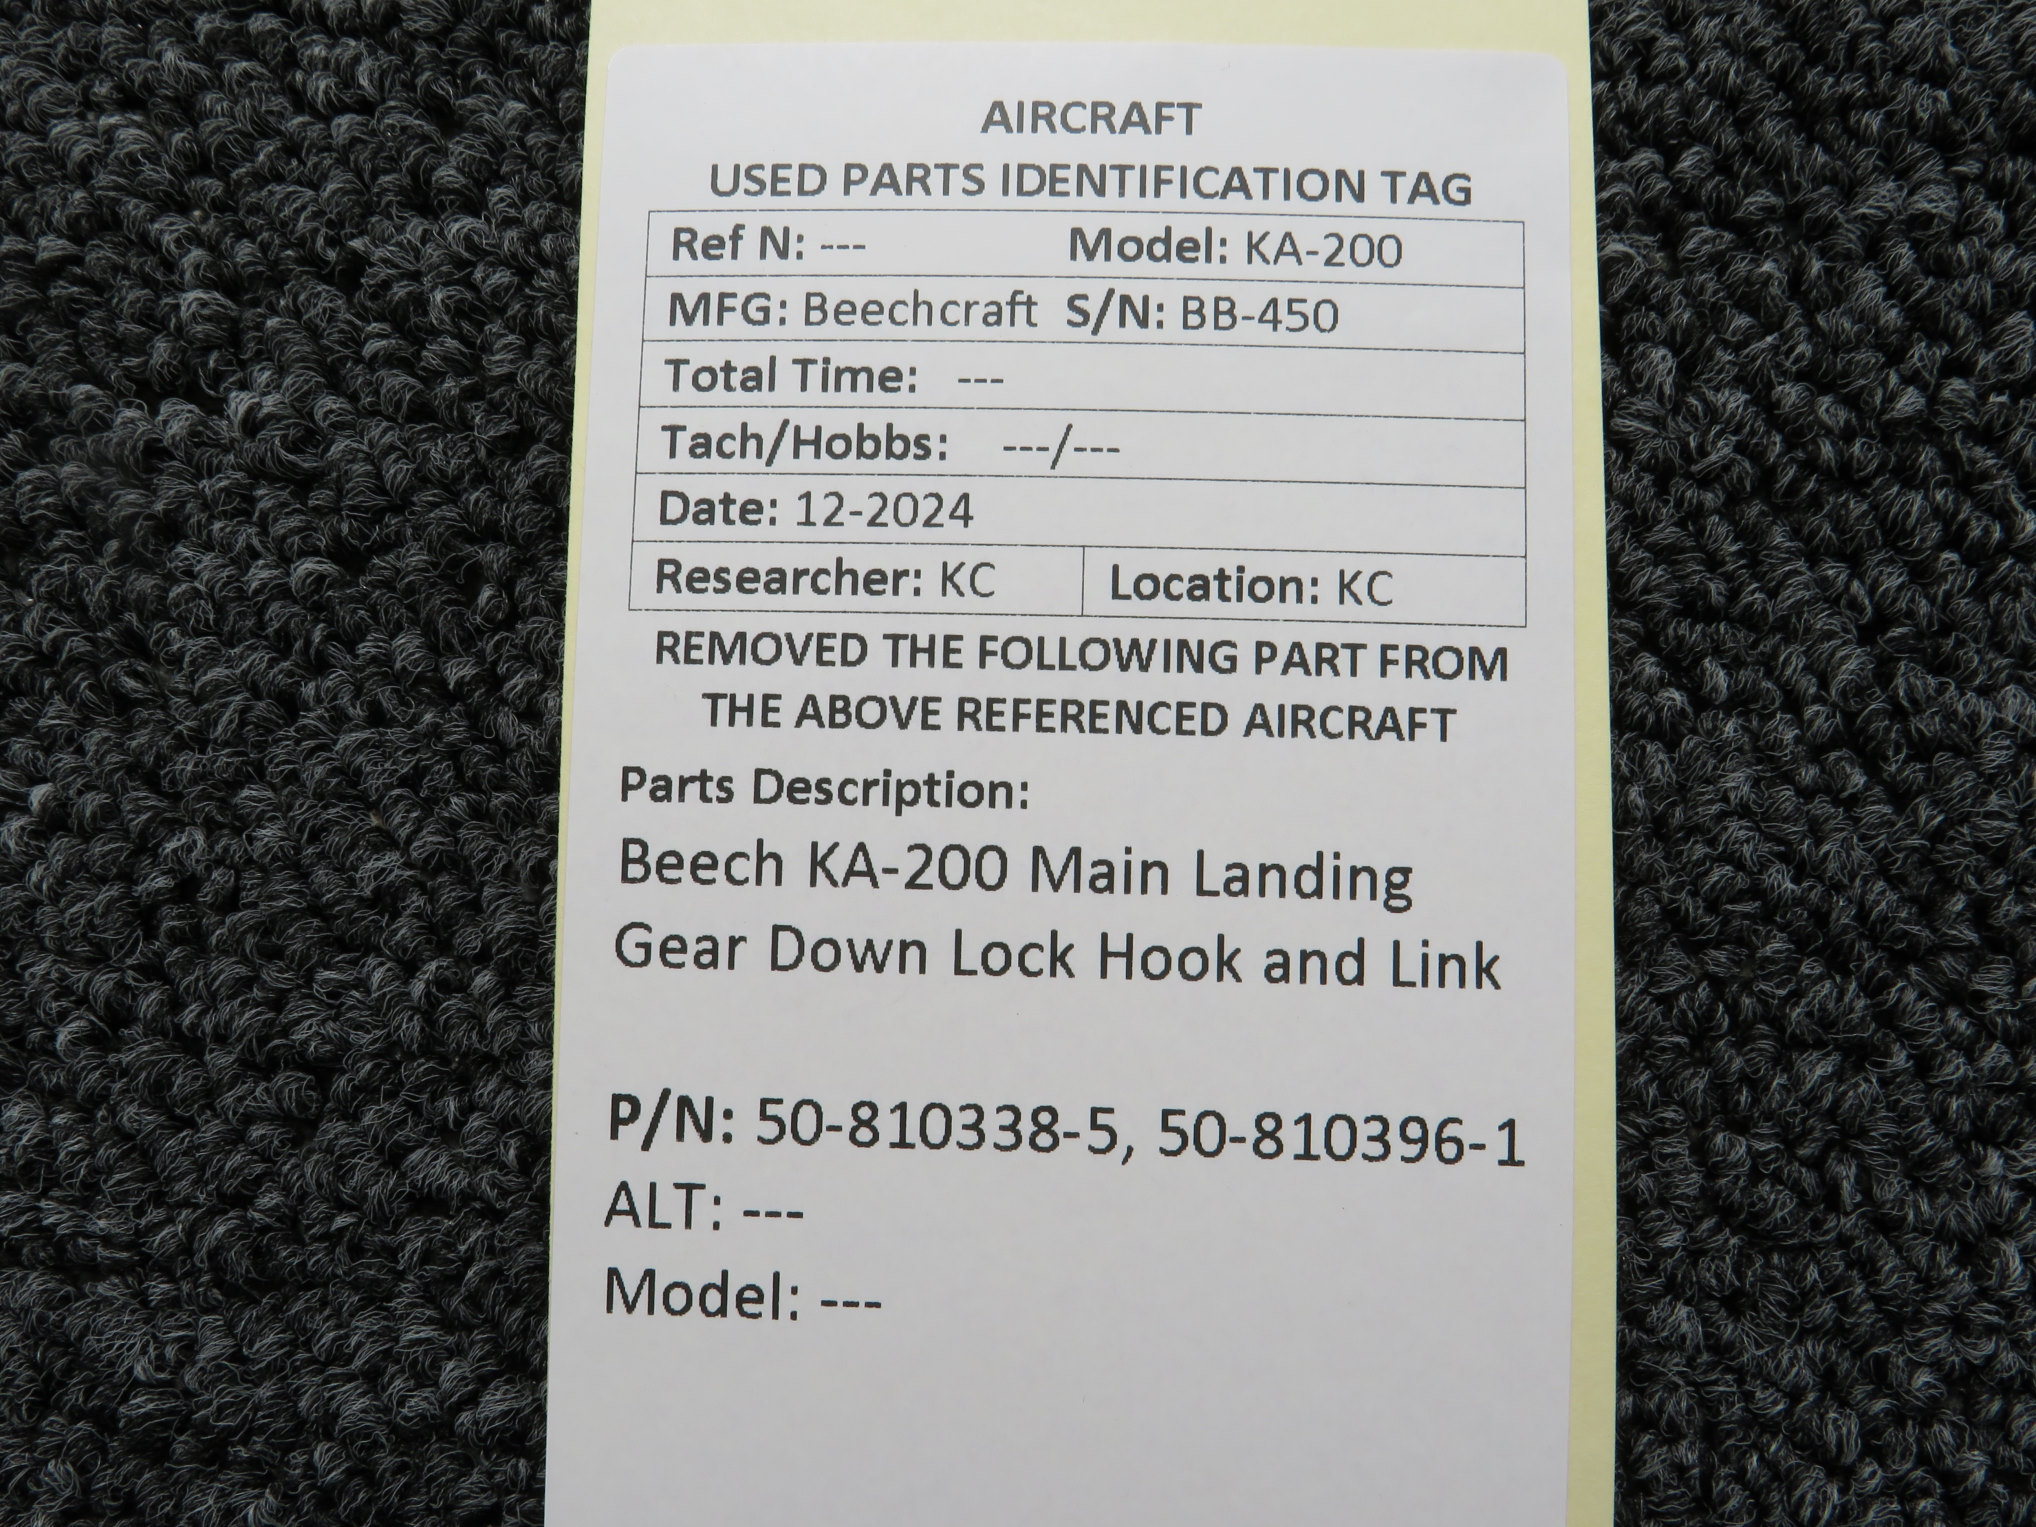 AIRCRAFT
USED PARTS IDENTIFICATION TAG
Ref N: --- Model: KA-200
MFG: Beechcraft S/N: BB-450
Total Time: ---
Tach/Hobbs: ---/---
Date: 12-2024
Researcher: KC Location: KC
REMOVED THE FOLLOWING PART FROM
THE ABOVE REFERENCED AIRCRAFT
Parts Description:
Beech KA-200 Main Landing
Gear Down Lock Hook and Link
P/N: 50-810338-5, 50-810396-1
ALT: ---
Model: ---